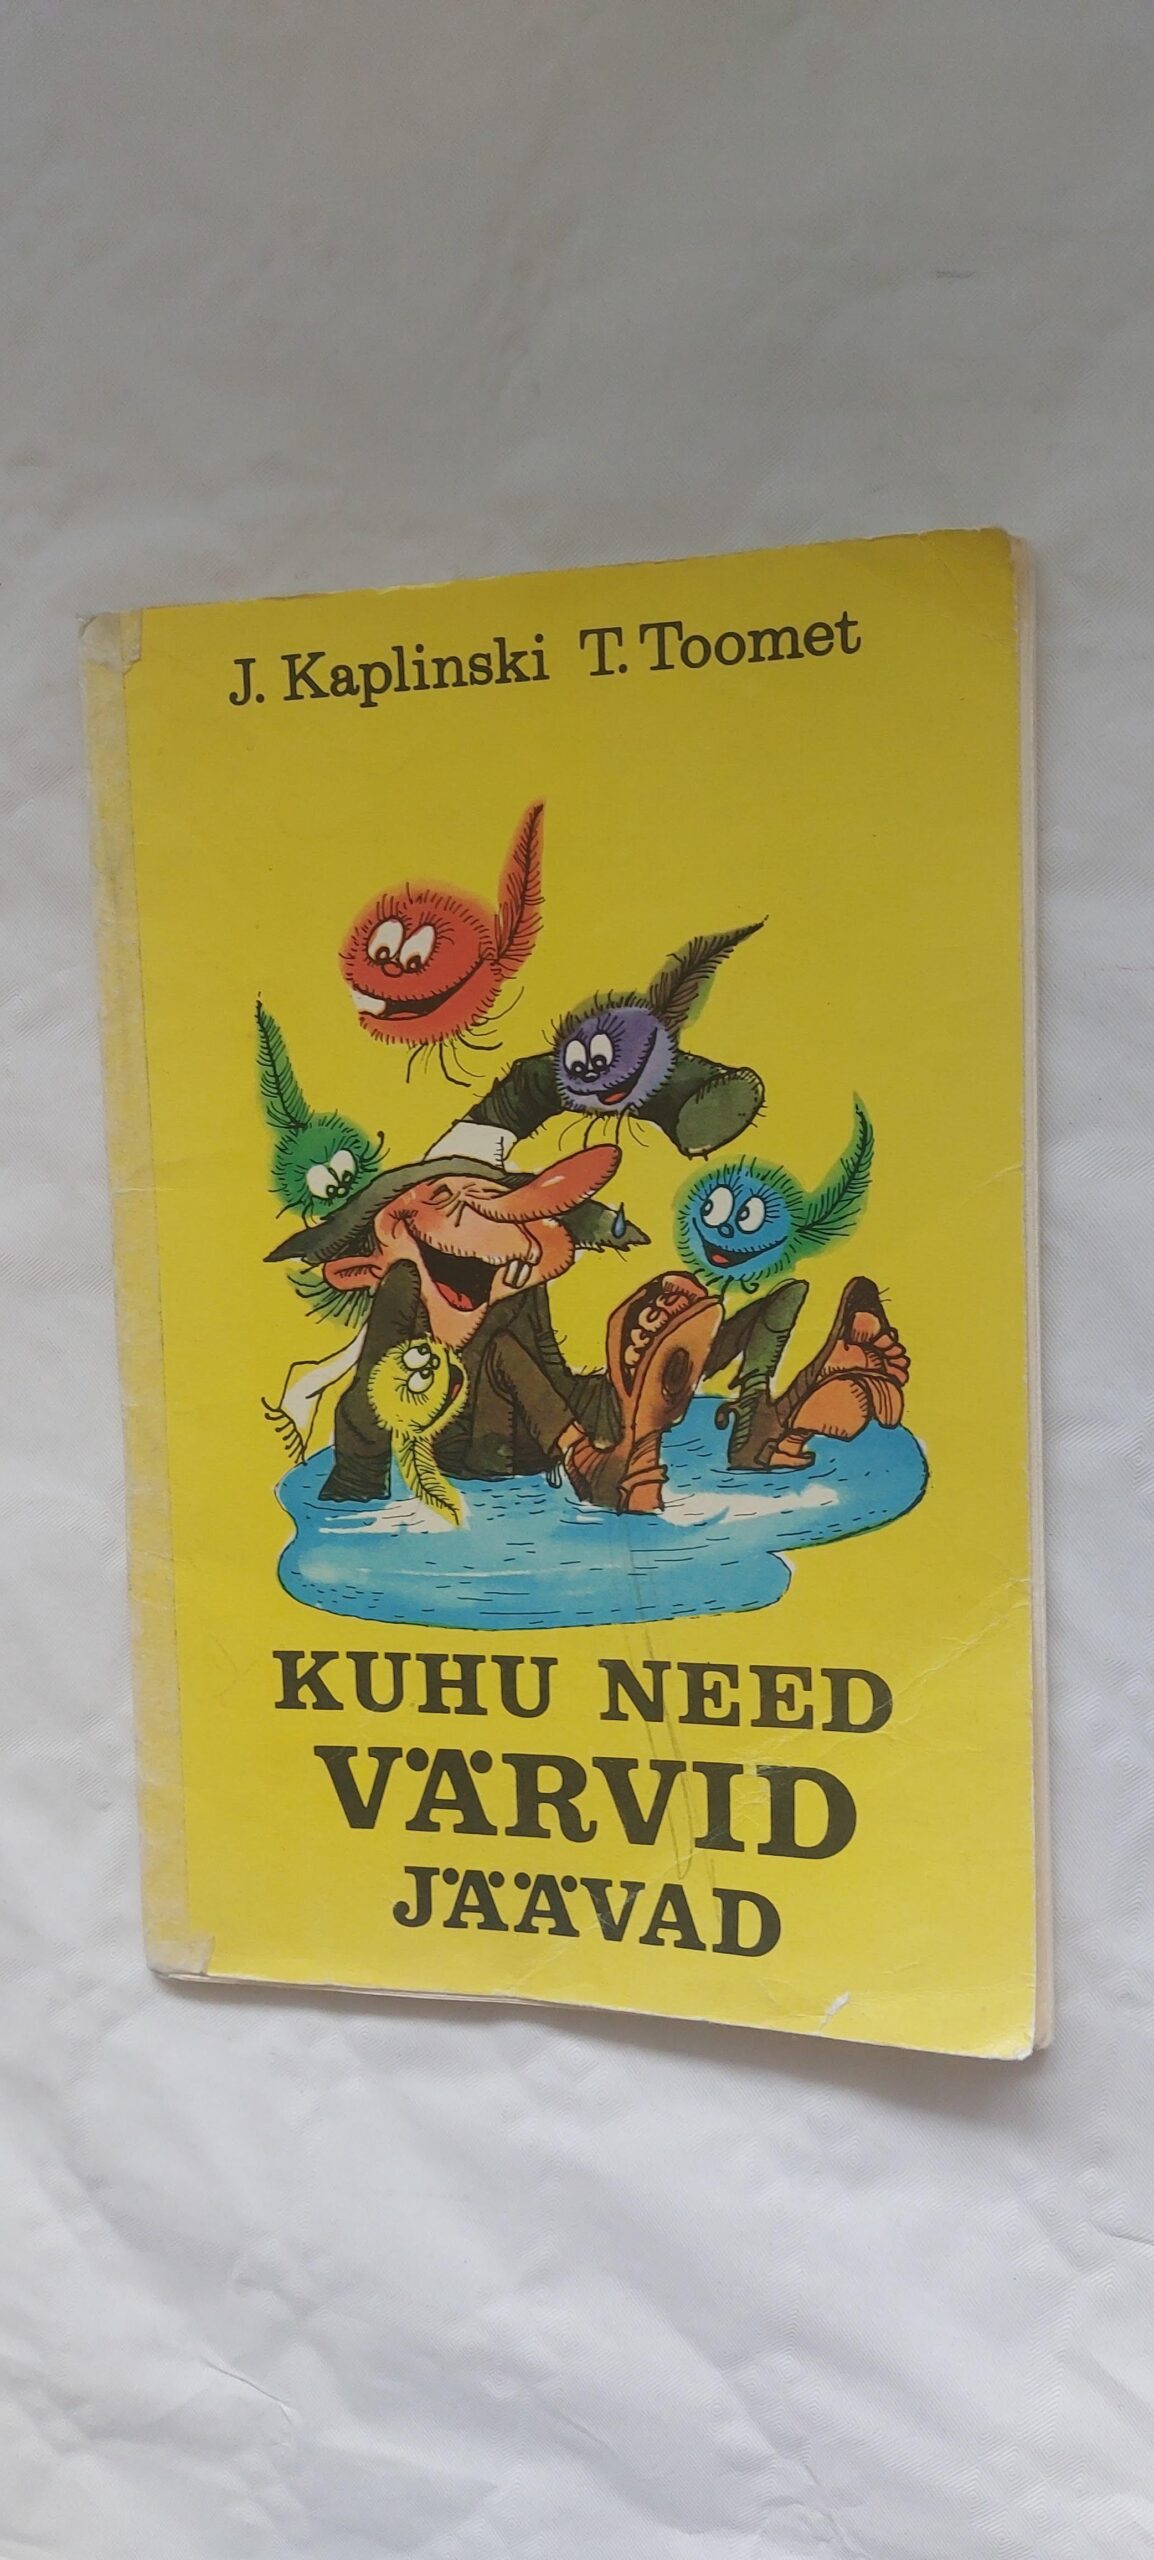 J. Kaplinski T. Toomet
KUHU NEED
VÄRVID
JÄÄVAD